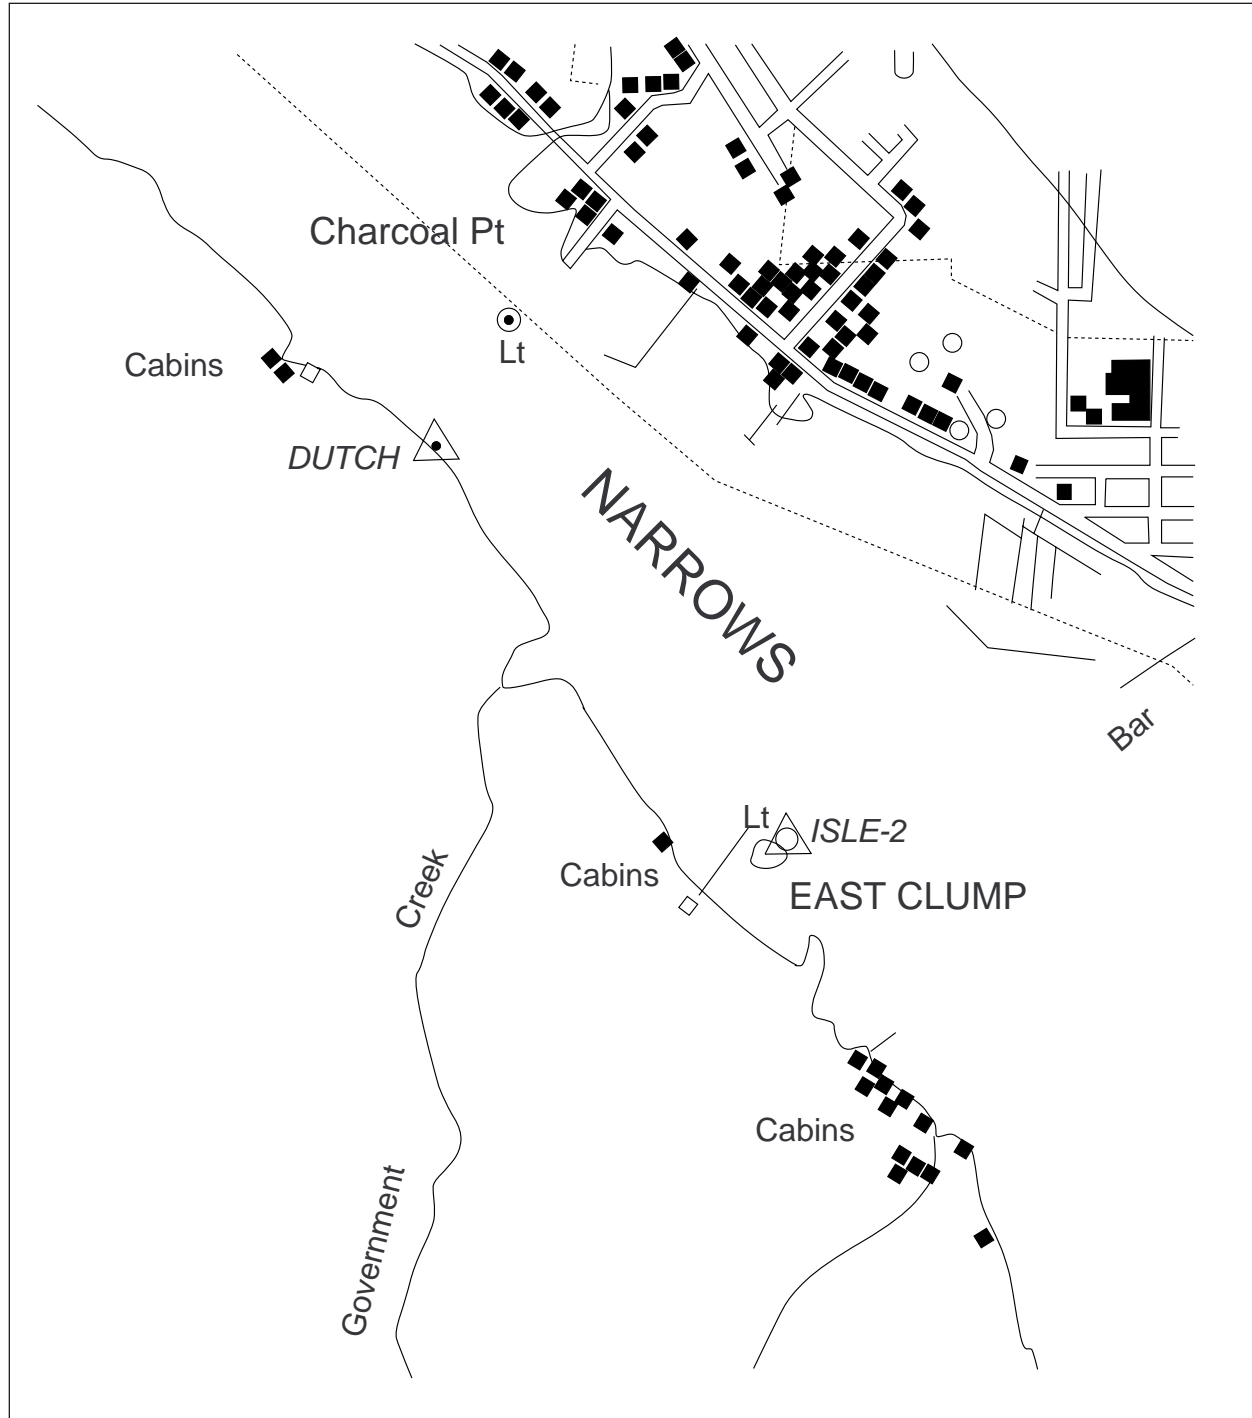 Charcoal Pt
Lt
Cabins
DUTCH
NARROWS
Bar
Lt
ISLE-2
Cabins
EAST CLUMP
Creek
Cabins
Government